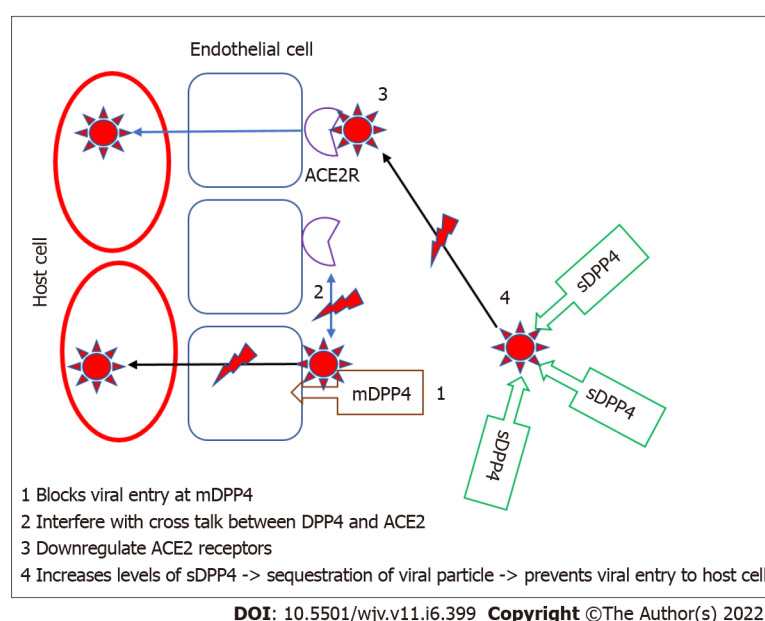 Endothelial cell
3
ACE2R
Host cell
2
4
sDPP4
mDPP4
1
sDPP4
sDPP4
1 Blocks viral entry at mDPP4
2 Interfere with cross talk between DPP4 and ACE2
3 Downregulate ACE2 receptors
4 Increases levels of sDPP4 -> sequestration of viral particle -> prevents viral entry to host cell
DOI: 10.5501/wjv.v11.i6.399 Copyright ©The Author(s) 2022